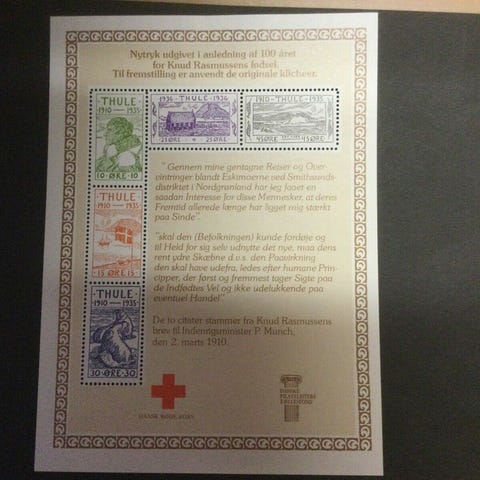 Nytryk udgivet i anledning af 100 året
for Knud Rasmussens fødsel.
Til fremstilling er anvendt de originale klicheer.
THULE
1910 1935
10·ØRE·10
1936·THULE·1936
25ØRE 25ØRE
1910·THULE·1935
45ØRE 45ØRE
THULE
1910 1935
15 ØRE 15
THULE
1910 1935
30·ØRE·30
"Gennem mine gentagne Rejser og Over-
vintringer blandt Eskimoerne ved Smithsunds-
distriktet i Nordgrønland har jeg faaet en
saadan Interesse for disse Mennesker, at deres
Fremtid allerede længe har ligget mig stærkt
paa Sinde".
"skal den (Befolkningen) kunde fordøje og
til Held for sig selv udnytte det nye, maa dens
rent ydre Skæbne d.v.s. den Paavirkning
den skal have udefra, ledes efter humane Prin-
cipper, der først og fremmest tager Sigte paa
de Indfødtes Vel og ikke udelukkende paa
eventuel Handel".
De to citater stammer fra Knud Rasmussens
brev til Indenrigsminister P. Munch,
den 2. marts 1910.
DANSK RØDE KORS
DANSKE
FILATELISTERS
FÆLLESFOND